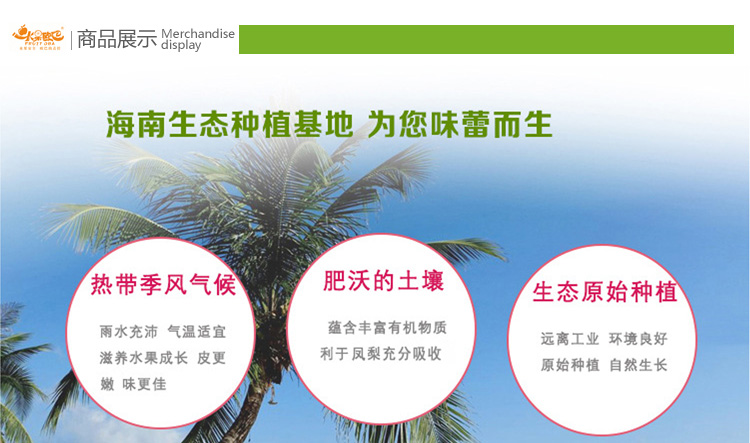 商品展示
Merchandise
display
海南生态种植基地 为您味蕾而生
热带季风气候
雨水充沛 气温适宜
滋养水果成长 皮更
嫩 味更佳
肥沃的土壤
蕴含丰富有机物质
利于凤梨充分吸收
生态原始种植
远离工业 环境良好
原始种植 自然生长